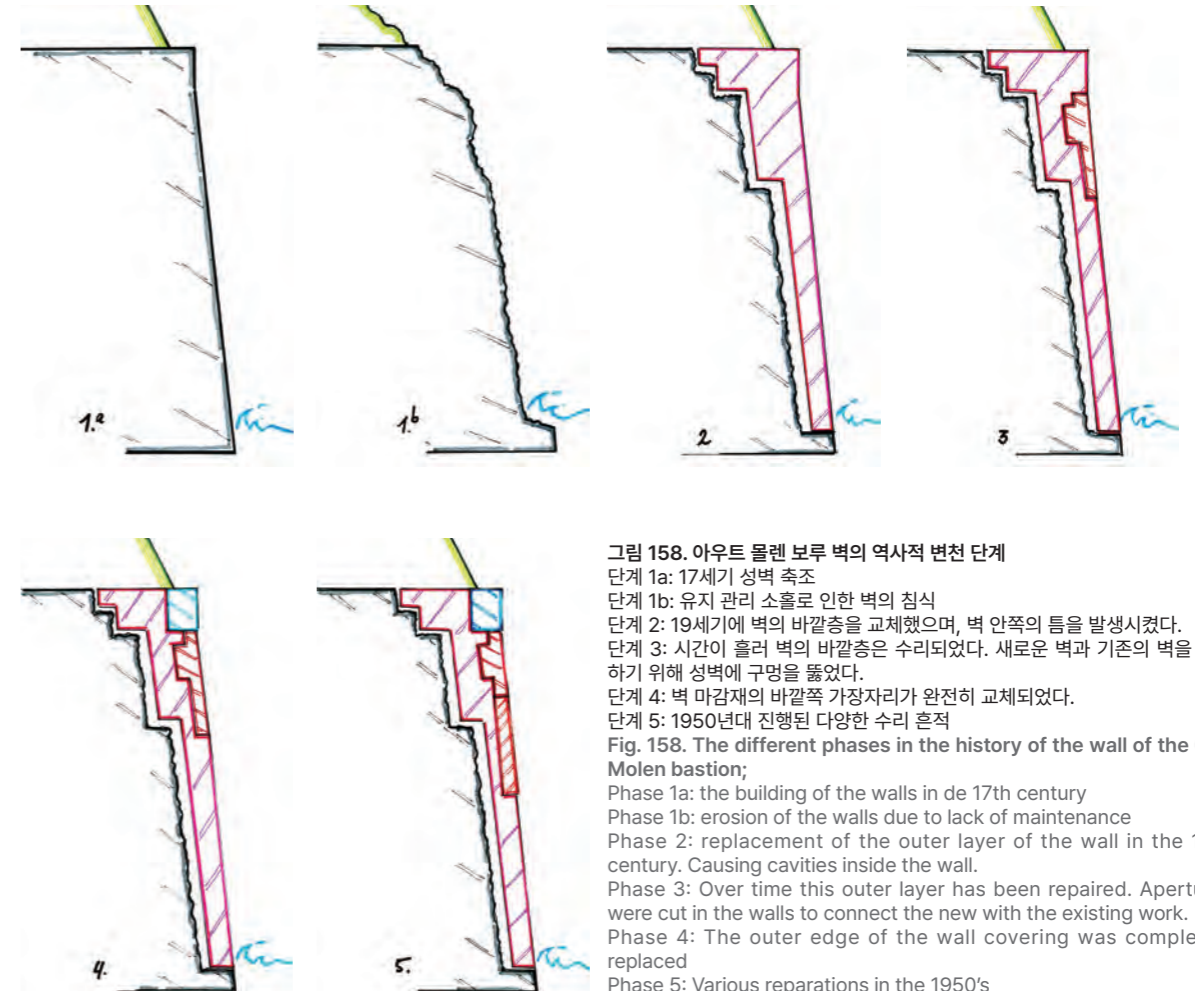 1.a
1.b
2
3
4.
5.
그림 158. 아우트 몰렌 보루 벽의 역사적 변천 단계
단계 1a: 17세기 성벽 축조
단계 1b: 유지 관리 소홀로 인한 벽의 침식
단계 2: 19세기에 벽의 바깥층을 교체했으며, 벽 안쪽의 틈을 발생시켰다.
단계 3: 시간이 흘러 벽의 바깥층은 수리되었다. 새로운 벽과 기존의 벽을
하기 위해 성벽에 구멍을 뚫었다.
단계 4: 벽 마감재의 바깥쪽 가장자리가 완전히 교체되었다.
단계 5: 1950년대 진행된 다양한 수리 흔적
Fig. 158. The different phases in the history of the wall of the
Molen bastion;
Phase 1a: the building of the walls in de 17th century
Phase 1b: erosion of the walls due to lack of maintenance
Phase 2: replacement of the outer layer of the wall in the
century. Causing cavities inside the wall.
Phase 3: Over time this outer layer has been repaired.
were cut in the walls to connect the new with the existing work.
Phase 4: The outer edge of the wall covering was
replaced
Phase 5: Various reparations in the 1950's